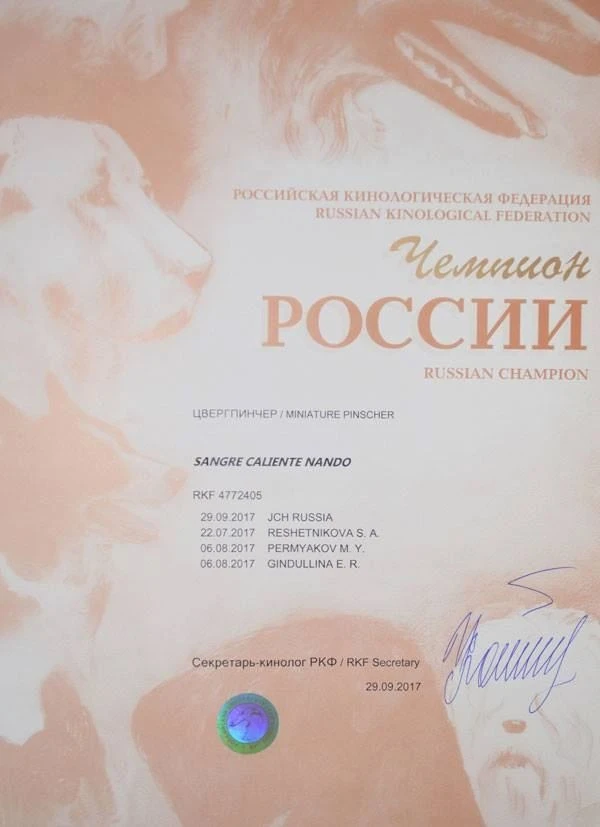 РОССИЙСКАЯ КИНОЛОГИЧЕСКАЯ ФЕДЕРАЦИЯ
RUSSIAN KINOLOGICAL FEDERATION
Чемпион
РОССИИ
RUSSIAN CHAMPION
ЦВЕРГПИНЧЕР / MINIATURE PINSCHER
SANGRE CALIENTE NANDO
RKF 4772405
29.09.2017 JCH RUSSIA
22.07.2017 RESHETNIKOVA S. A.
06.08.2017 PERMYAKOV M. Y.
06.08.2017 GINDULLINA E. R.
Секретарь-кинолог РКФ / RKF Secretary
29.09.2017